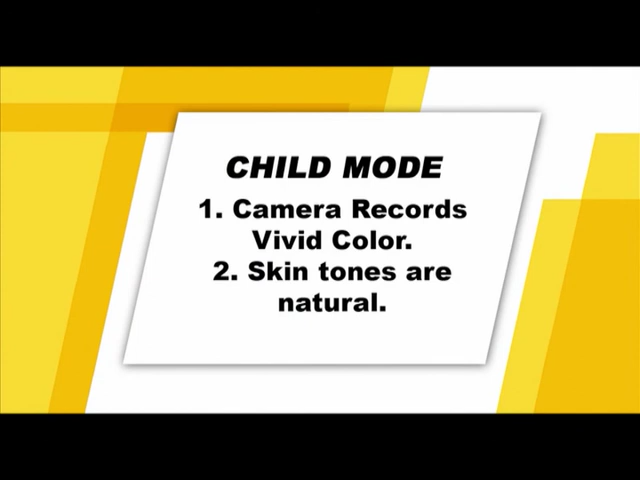 CHILD MODE
1. Camera Records
Vivid Color.
2. Skin tones are
natural.